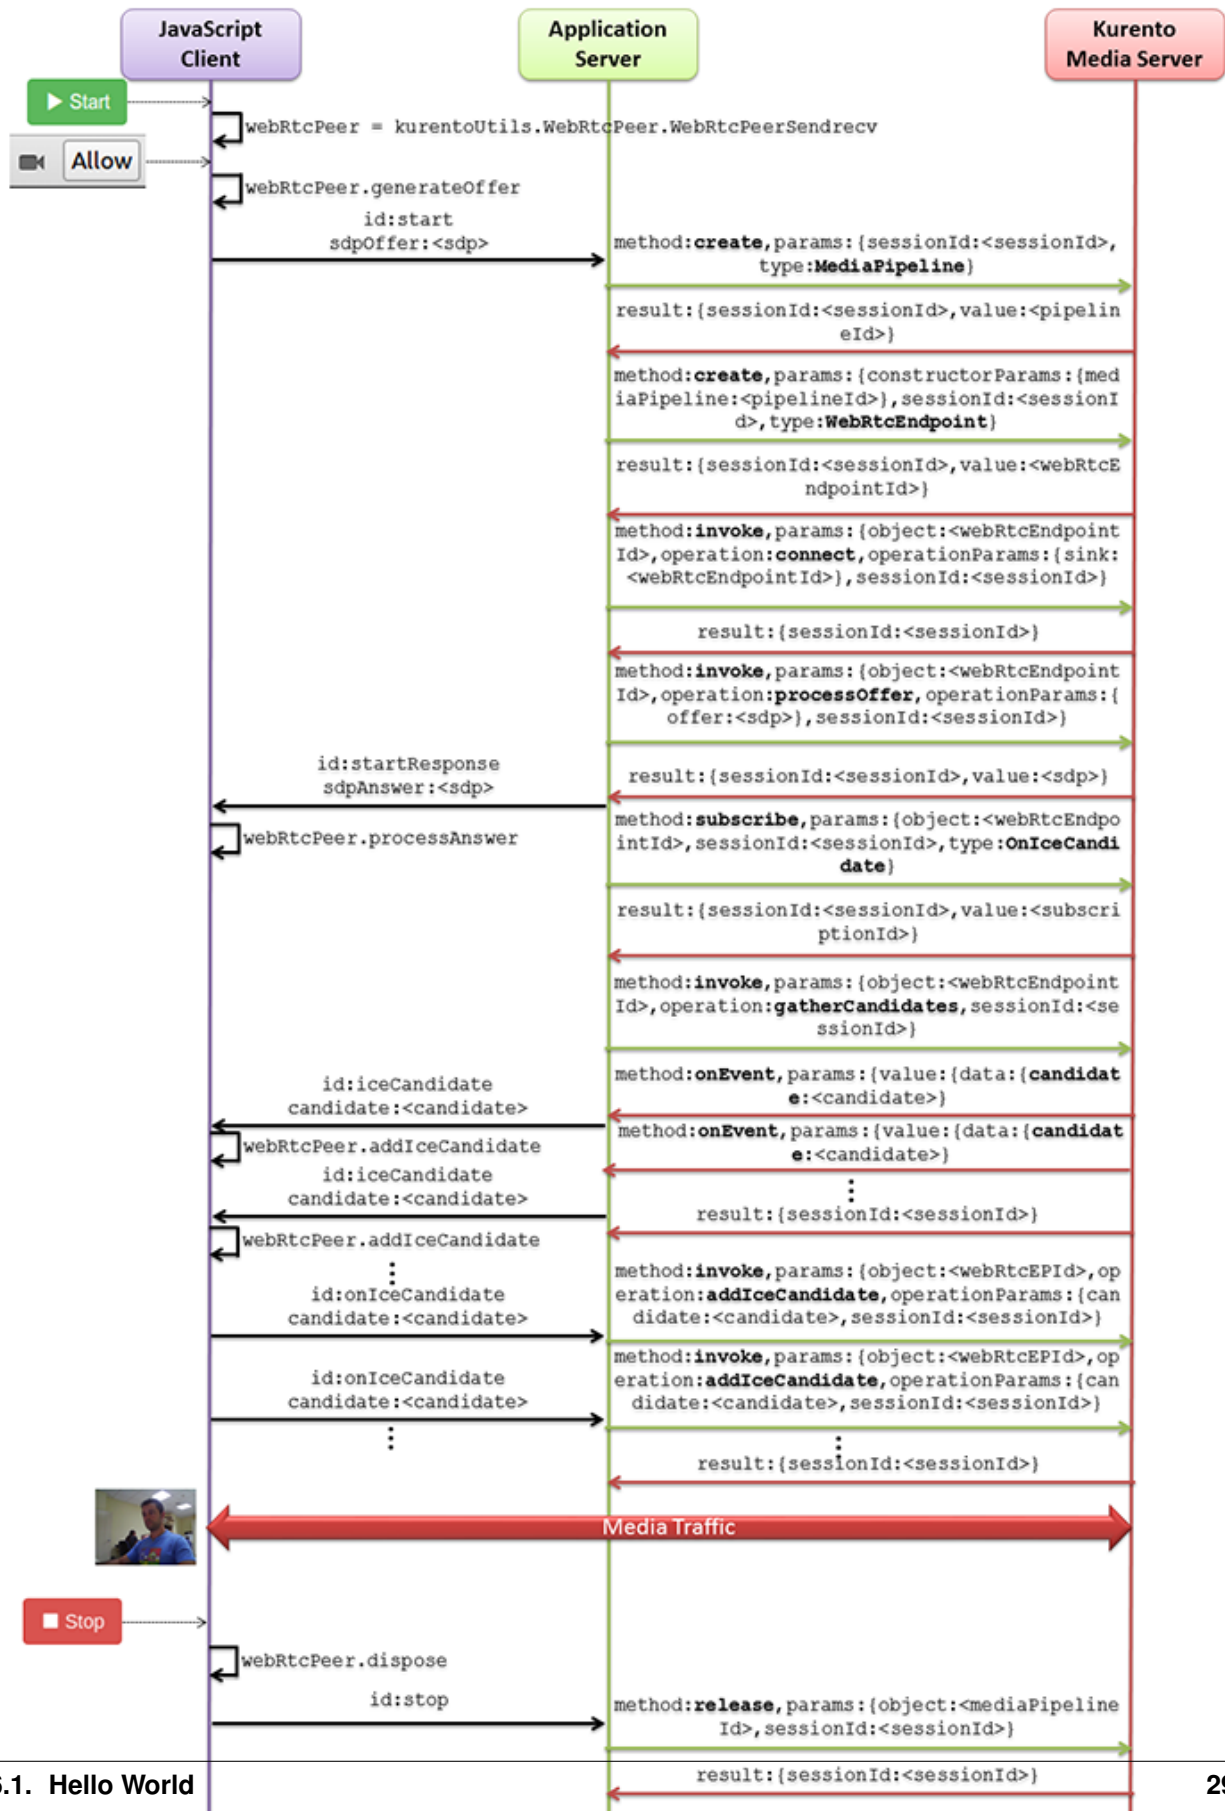 JavaScript
Client
Application
Server
Kurento
Media Server
Start
webRtcPeer = kurentoUtils.WebRtcPeer.WebRtcPeerSendrecv
Allow
webRtcPeer.generateOffer
id:start
sdpOffer:<sdp>
method:create,params:{sessionId:<sessionId>,
type:MediaPipeline}
result:{sessionId:<sessionId>,value:<pipelin
eId>}
method:create,params:{constructorParams:{med
iaPipeline:<pipelineId>},sessionId:<sessionI
d>,type:WebRtcEndpoint}
result:{sessionId:<sessionId>,value:<webRtcE
ndpointId>}
method:invoke,params:{object:<webRtcEndpoint
Id>,operation:connect,operationParams:{sink:
<webRtcEndpointId>},sessionId:<sessionId>}
result:{sessionId:<sessionId>}
method:invoke,params:{object:<webRtcEndpoint
Id>,operation:processOffer,operationParams:{
offer:<sdp>},sessionId:<sessionId>}
id:startResponse
sdpAnswer:<sdp>
result:{sessionId:<sessionId>,value:<sdp>}
webRtcPeer.processAnswer
method:subscribe,params:{object:<webRtcEndpo
intId>,sessionId:<sessionId>,type:OnIceCandi
date}
result:{sessionId:<sessionId>,value:<subscri
ptionId>}
method:invoke,params:{object:<webRtcEndpoint
Id>,operation:gatherCandidates,sessionId:<se
ssionId>}
id:iceCandidate
candidate:<candidate>
method:onEvent,params:{value:{data:{candidat
e:<candidate>}
webRtcPeer.addIceCandidate
method:onEvent,params:{value:{data:{candidat
e:<candidate>}
id:iceCandidate
candidate:<candidate>
result:{sessionId:<sessionId>}
webRtcPeer.addIceCandidate
id:onIceCandidate
candidate:<candidate>
method:invoke,params:{object:<webRtcEPId>,op
eration:addIceCandidate,operationParams:{can
didate:<candidate>,sessionId:<sessionId>}
id:onIceCandidate
candidate:<candidate>
method:invoke,params:{object:<webRtcEPId>,op
eration:addIceCandidate,operationParams:{can
didate:<candidate>,sessionId:<sessionId>}
result:{sessionId:<sessionId>}
Media Traffic
Stop
webRtcPeer.dispose
id:stop
method:release,params:{object:<mediaPipeline
Id>,sessionId:<sessionId>}
result:{sessionId:<sessionId>}
.1. Hello World
29